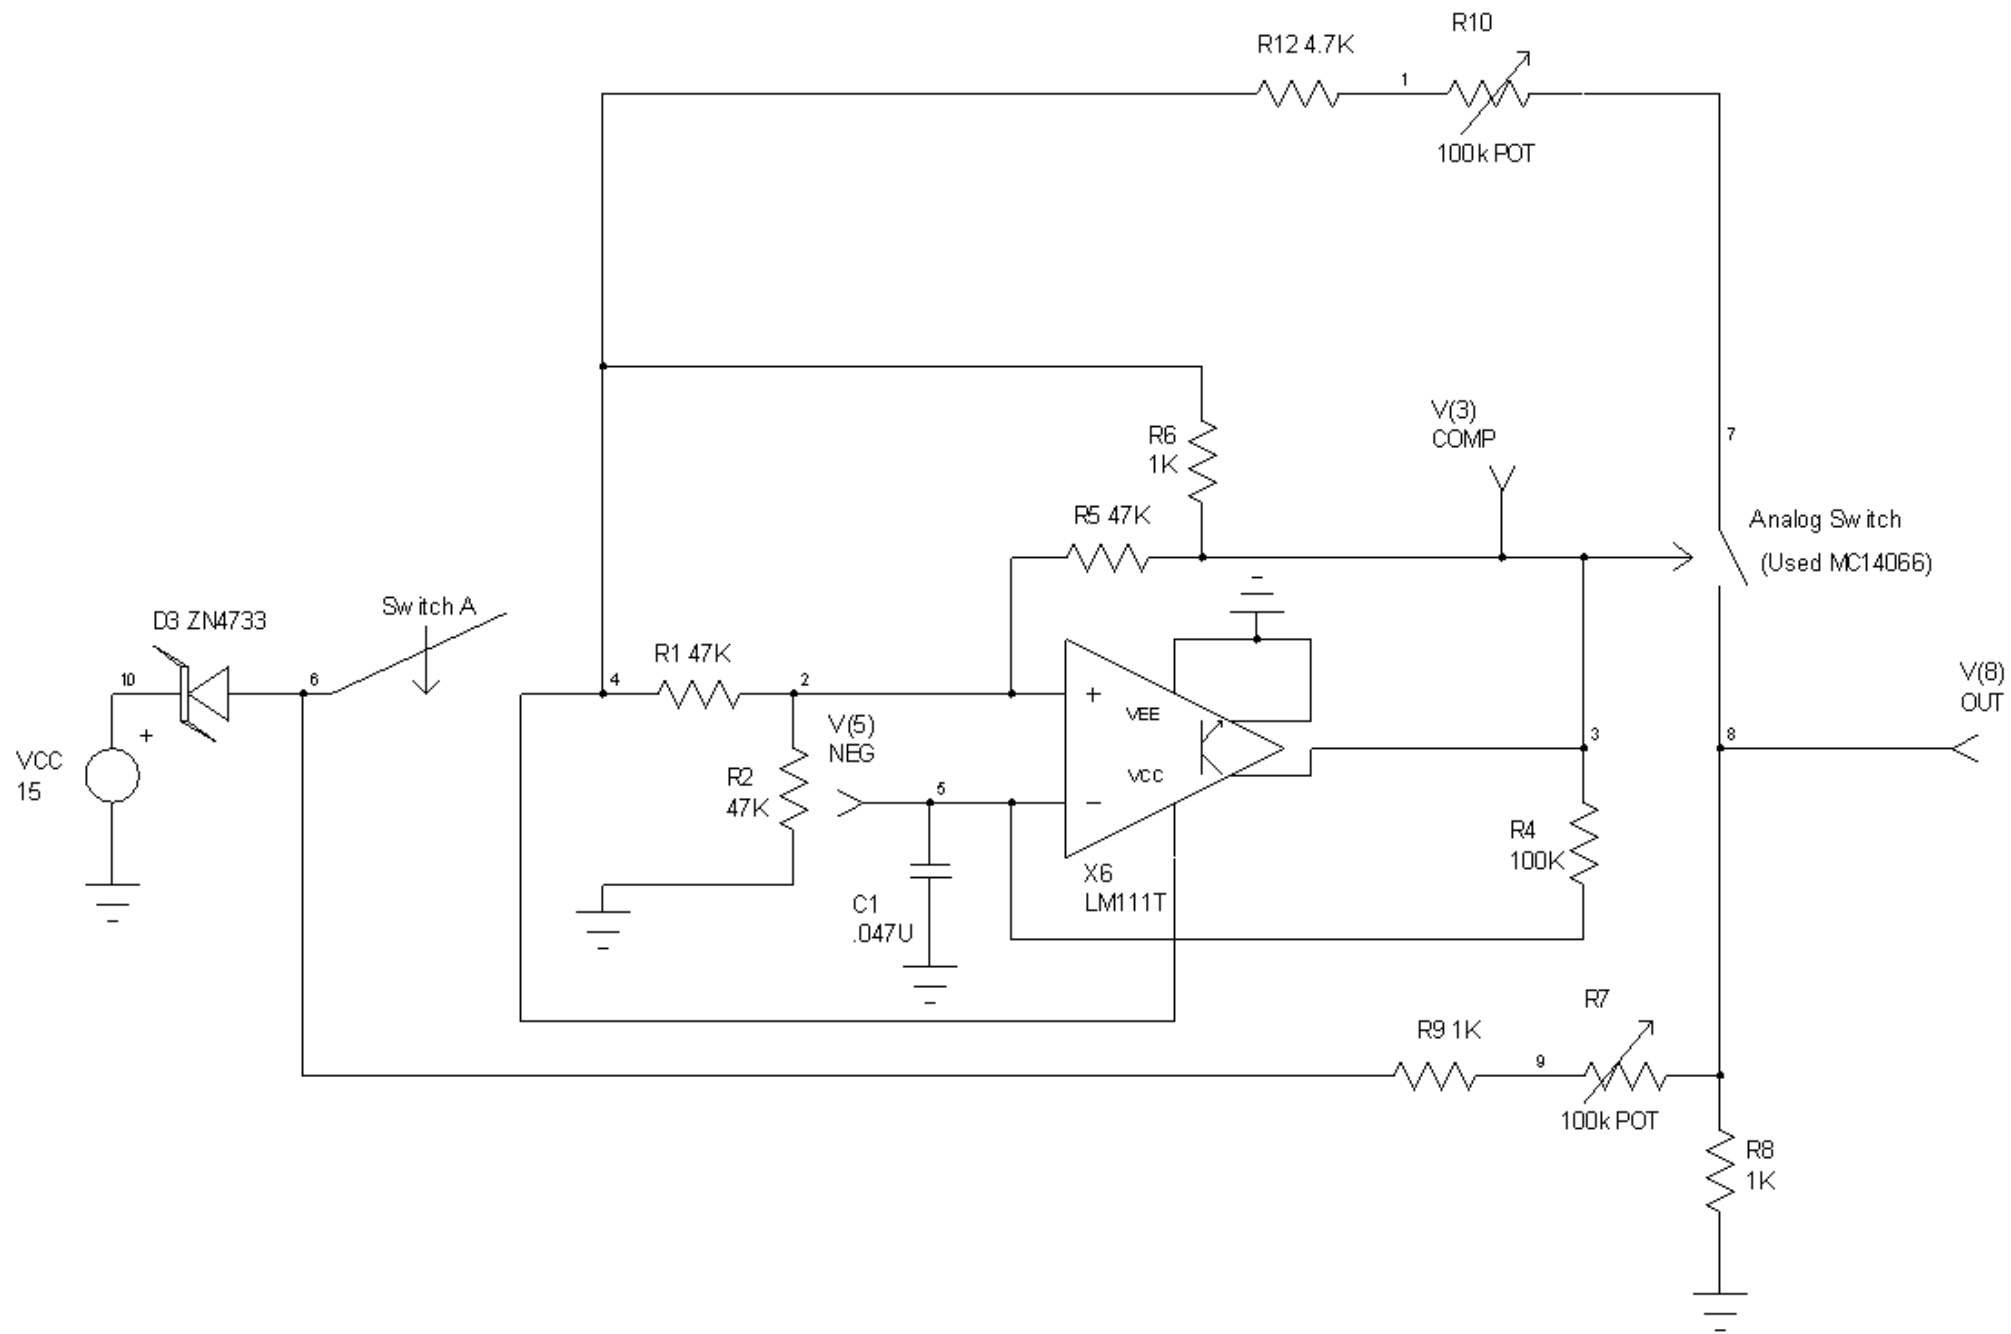 R10
R12 4.7K
1
100k POT
V(3)
COMP
R6
1K
7
R5 47K
Analog Switch
(Used MC14066)
Switch A
D3 ZN4733
R1 47K
10
6
4
2
+
V(8)
OUT
VEE
V(5)
NEG
+
3
8
VCC
15
VCC
R2
47K
5
−
R4
100K
X6
LM111T
C1
.047U
R7
R9 1K
9
100k POT
R8
1K